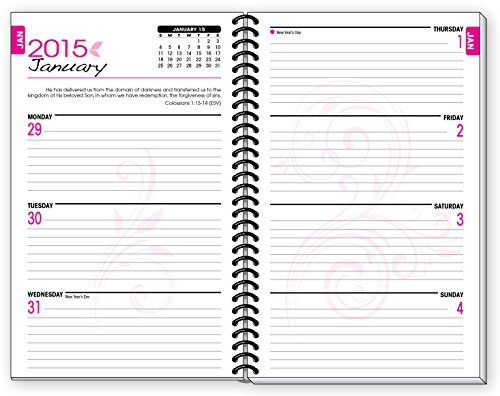 JAN
2015
January
JANUARY 15
S M T W T F S
1 2 3
4 5 6 7 8 9 10
11 12 13 14 15 16 17
18 19 20 21 22 23 24
25 26 27 28 29 30 31
He has delivered us from the domain of darkness and transferred us to the
kingdom of his beloved Son, in whom we have redemption, the forgiveness of sins.
Colossians 1:13-14 (ESV)
MONDAY
29
TUESDAY
30
WEDNESDAY
New Year's Eve
31
THURSDAY
New Year's Day
1
JAN
FRIDAY
2
SATURDAY
3
SUNDAY
4